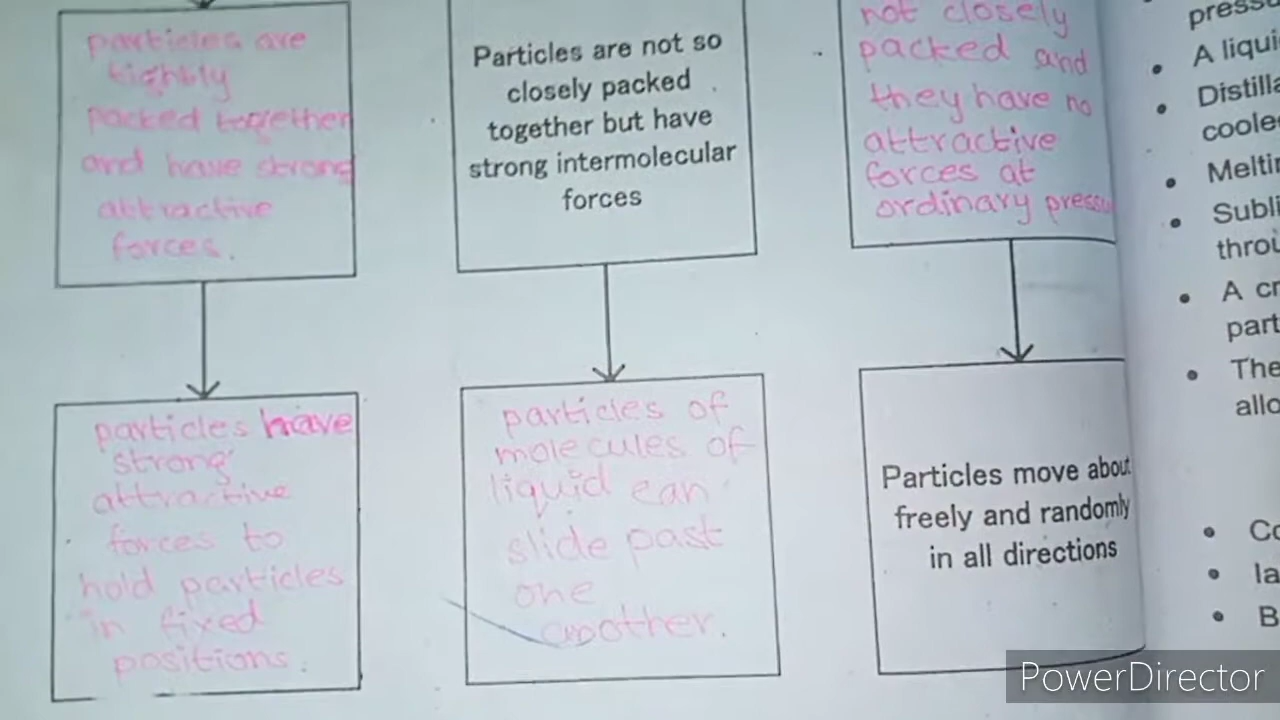 particles are
tightly
packed together
and have strong
attractive
forces.
Particles are not so
closely packed
together but have
strong intermolecular
forces
not closely
packed and
they have no
attractive
forces at
ordinary pressu
particles have
strong
attractive
forces to
hold particles
in fixed
positions.
particles of
molecules of
liquid can
slide past
one
another.
Particles move about
freely and randomly
in all directions
pressu
• A liqui
• Distilla
coole
• Meltin
• Subli
throu
• A cr
part
• The
allo
• Co
• la
• B
PowerDirector